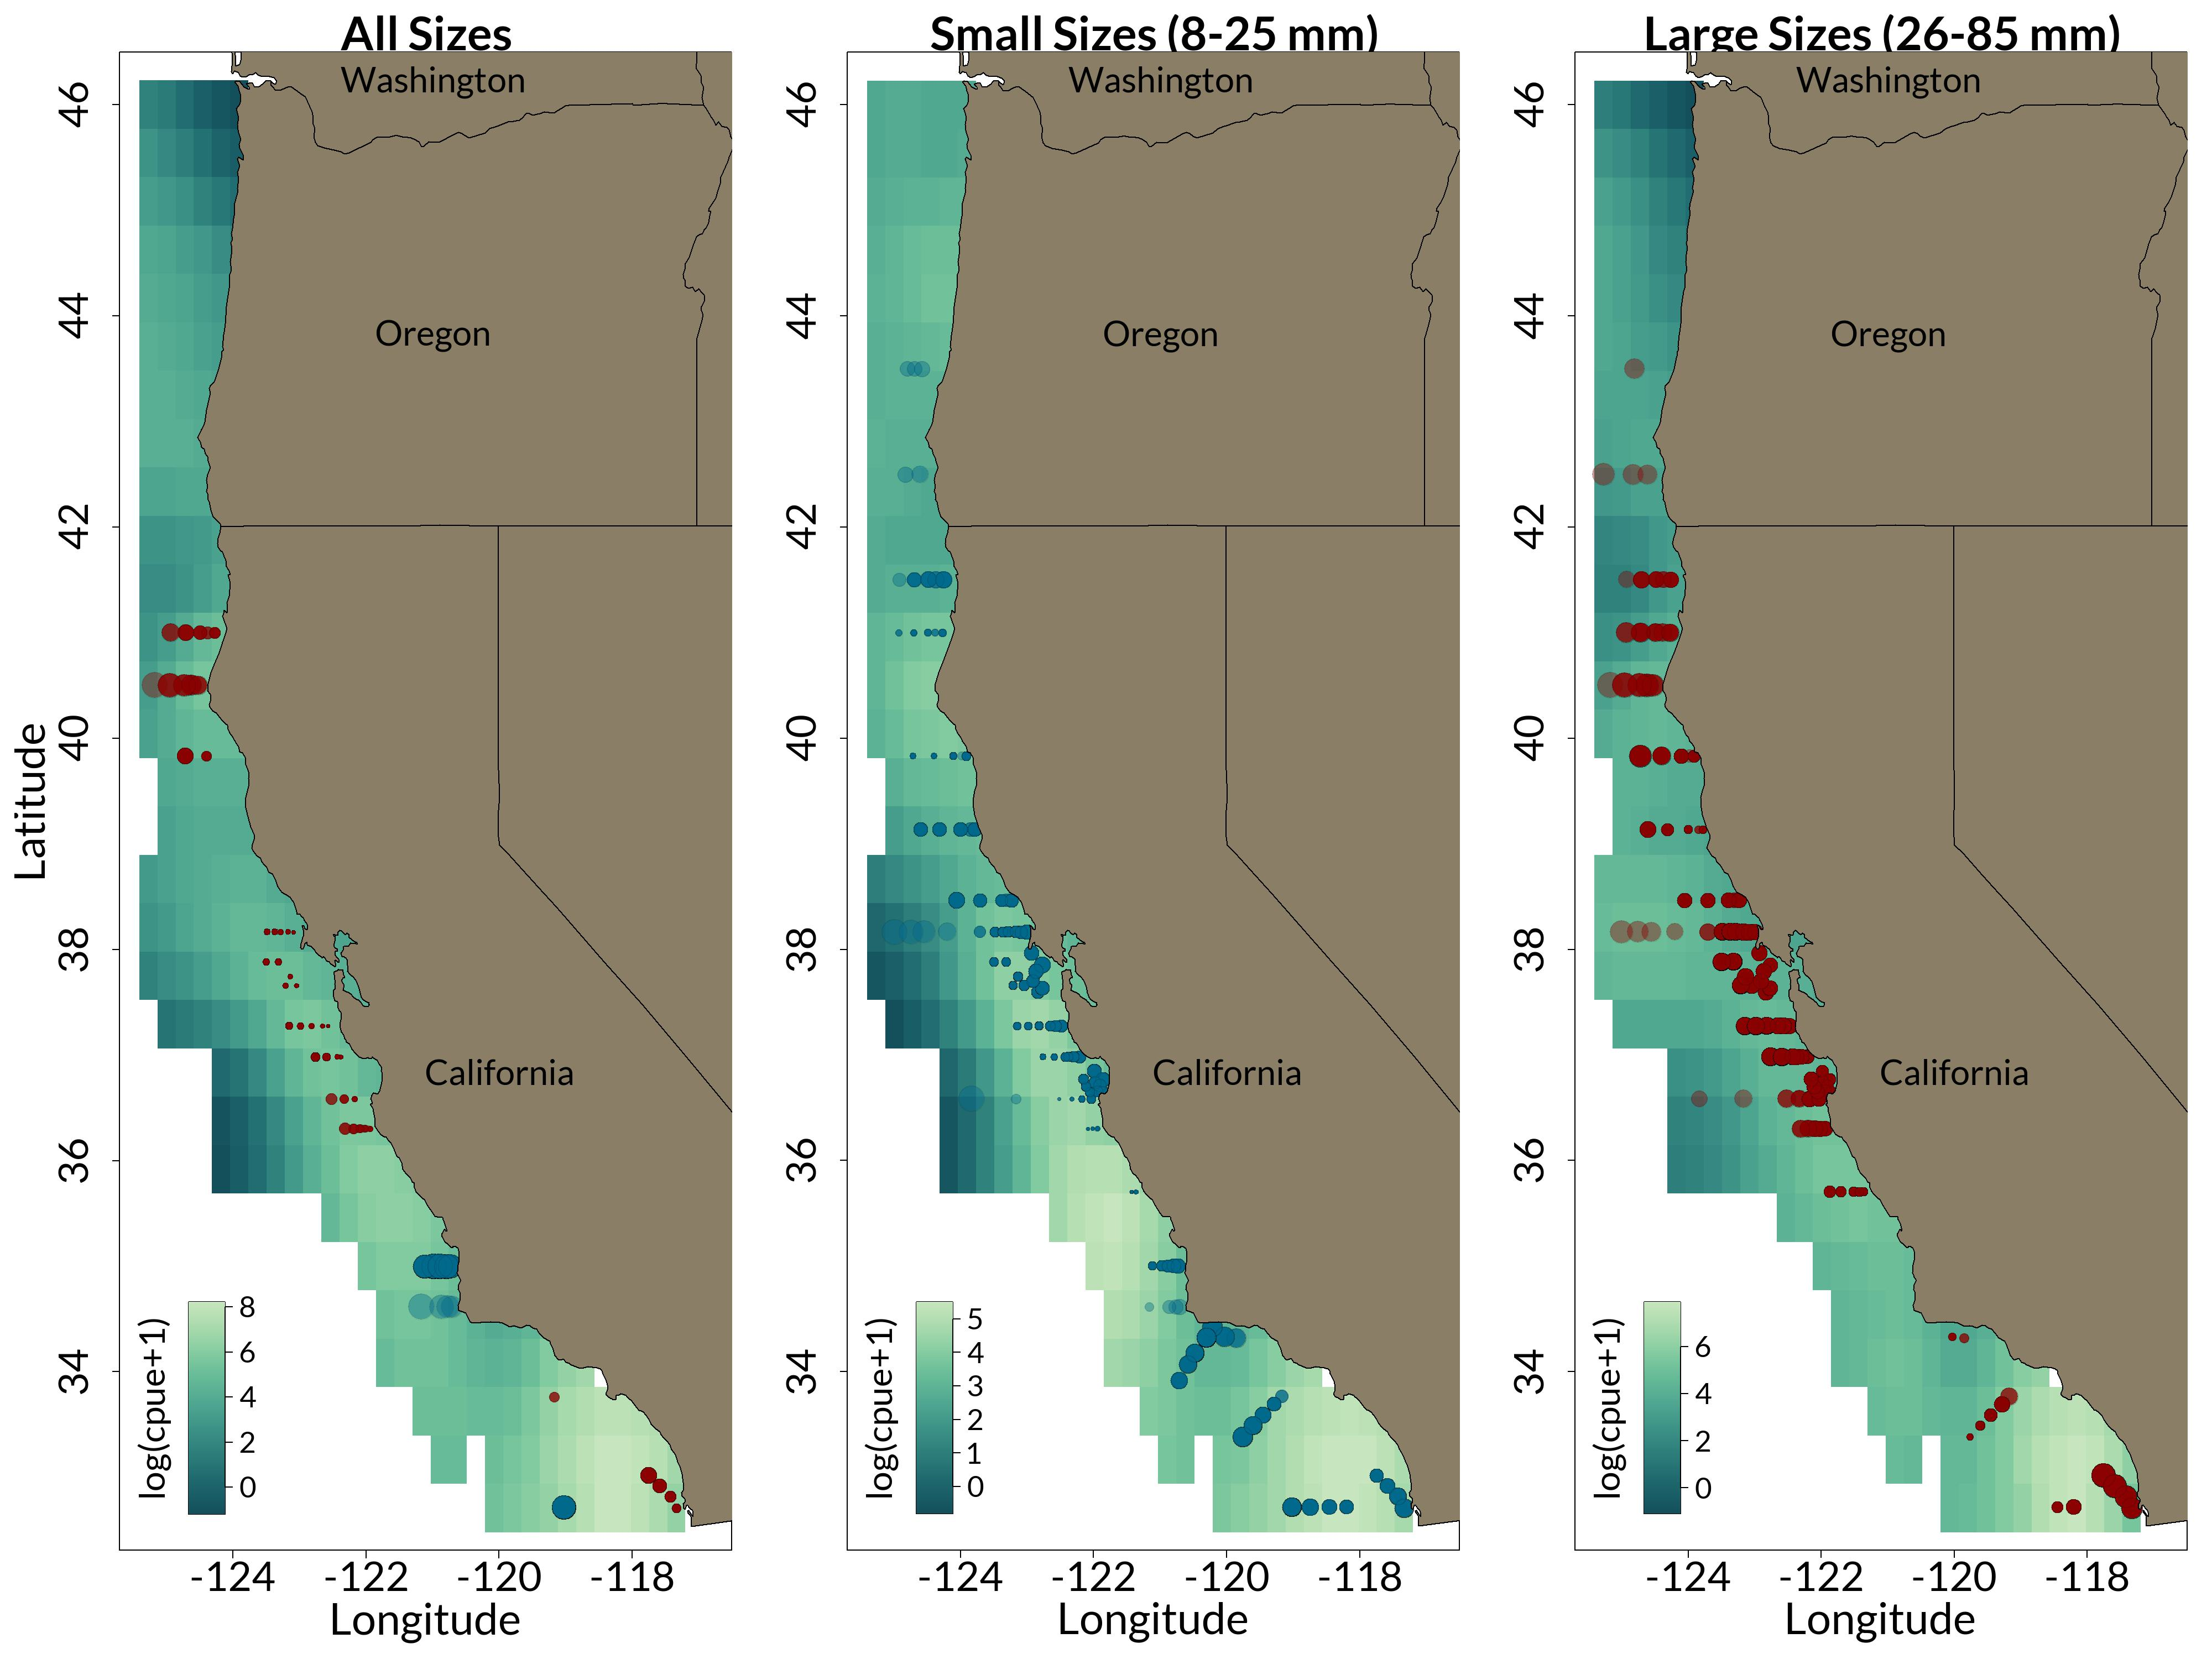 All Sizes
Small Sizes (8-25 mm)
Large Sizes (26-85 mm)
Washington
Oregon
California
46
44
42
40
38
36
34
Latitude
log(cpue+1)
8
6
4
2
0
-124
-122
-120
-118
Longitude
Washington
Oregon
California
46
44
42
40
38
36
34
log(cpue+1)
5
4
3
2
1
0
-124
-122
-120
-118
Longitude
Washington
Oregon
California
46
44
42
40
38
36
34
log(cpue+1)
6
4
2
0
-124
-122
-120
-118
Longitude